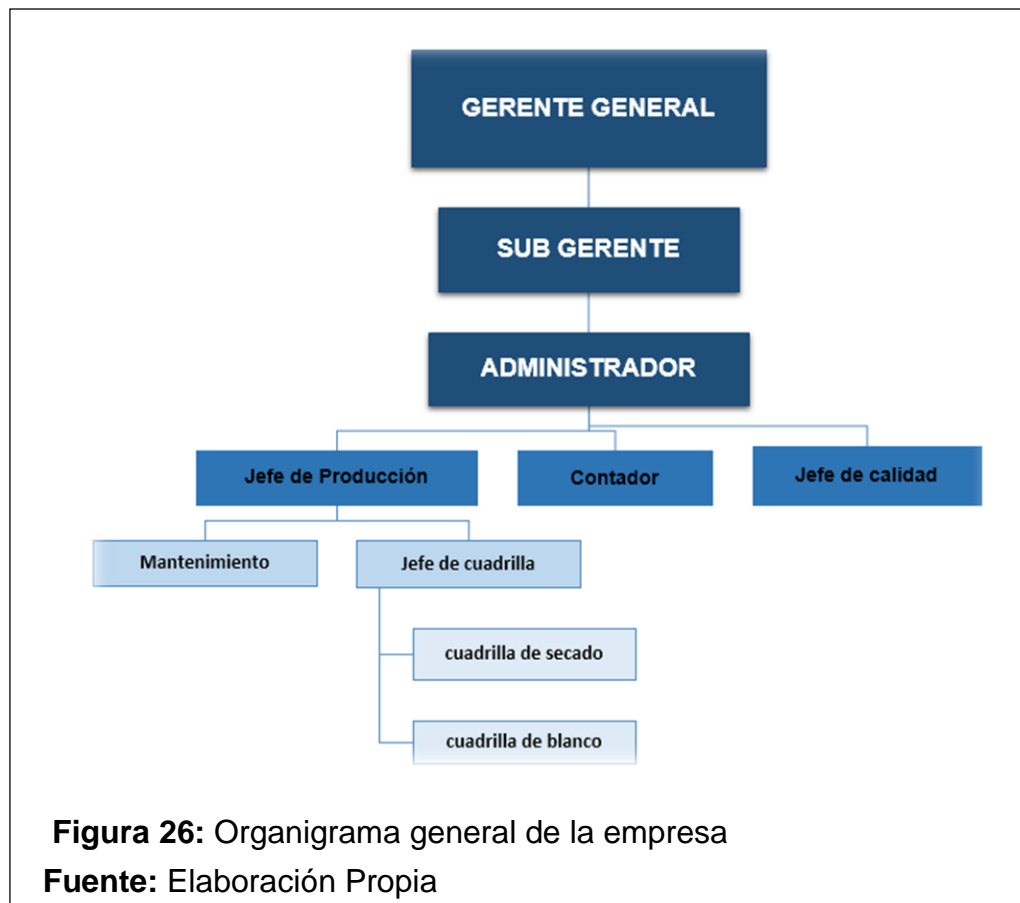 GERENTE GENERAL
SUB GERENTE
ADMINISTRADOR
Jefe de Producción
Contador
Jefe de calidad
Mantenimiento
Jefe de cuadrilla
cuadrilla de secado
cuadrilla de blanco
Figura 26: Organigrama general de la empresa
Fuente: Elaboración Propia